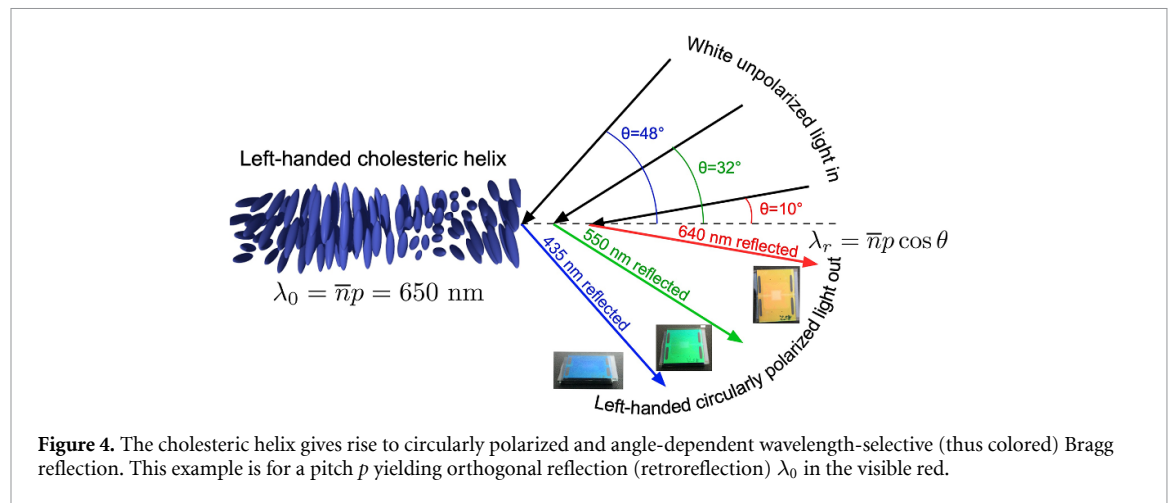 White unpolarized light in
θ=48°
Left-handed cholesteric helix
θ=32°
θ=10°
640 nm reflected
λr = n̅p cos θ
550 nm reflected
435 nm reflected
λ0 = n̅p = 650 nm
Left-handed circularly polarized light out
Figure 4. The cholesteric helix gives rise to circularly polarized and angle-dependent wavelength-selective (thus colored) Bragg
reflection. This example is for a pitch p yielding orthogonal reflection (retroreflection) λ0 in the visible red.